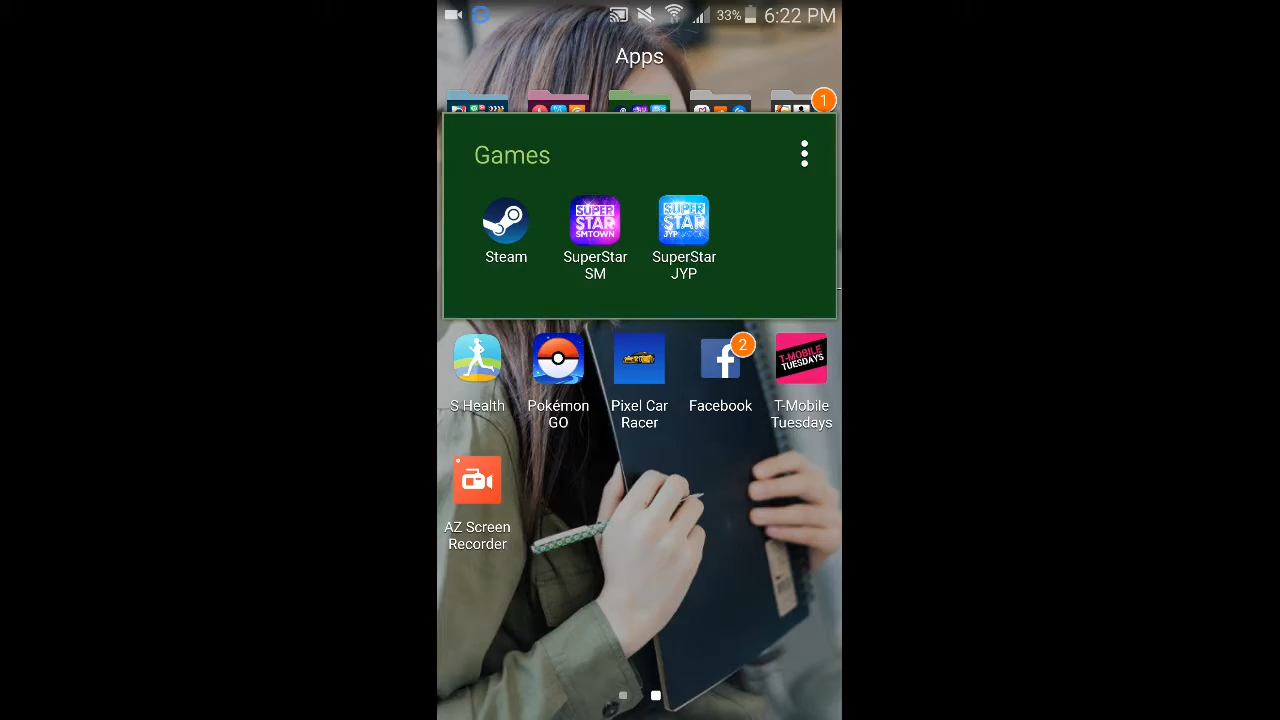 33% 6:22 PM
Apps
1
Games
SUPER STAR SMTOWN
SUPER STAR JYP
Steam
SuperStar SM
SuperStar JYP
2
T-MOBILE TUESDAYS
S Health
Pokémon GO
Pixel Car Racer
Facebook
T-Mobile Tuesdays
AZ Screen Recorder